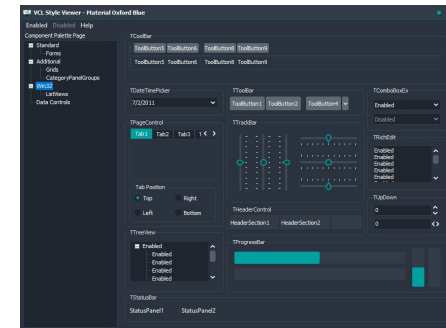 VCL Style Viewer - Material Oxford Blue
Enabled Disabled Help
Component Palette Page
Standard
Forms
Additional
Grids
CategoryPanelGroups
Win32
ListViews
Data Controls
TCoolBar
ToolButton5 ToolButton6 ToolButton8 ToolButton9
ToolButton5 ToolButton6 ToolButton8 ToolButton9
TDateTimePicker
7/2/2011
TToolBar
ToolButton1 ToolButton2 ToolButton4
TComboBoxEx
Enabled
Disabled
TPageControl
Tab1 Tab2 Tab3 1
Tab Position
Top Right
Left Bottom
TTrackBar
TRichEdit
Enabled
Enabled
Enabled
Enabled
Enabled
TUpDown
0
0
THeaderControl
HeaderSection1 HeaderSection2
TTreeView
Enabled
Enabled
Enabled
Enabled
Enabled
TProgressBar
TStatusBar
StatusPanel1 StatusPanel2